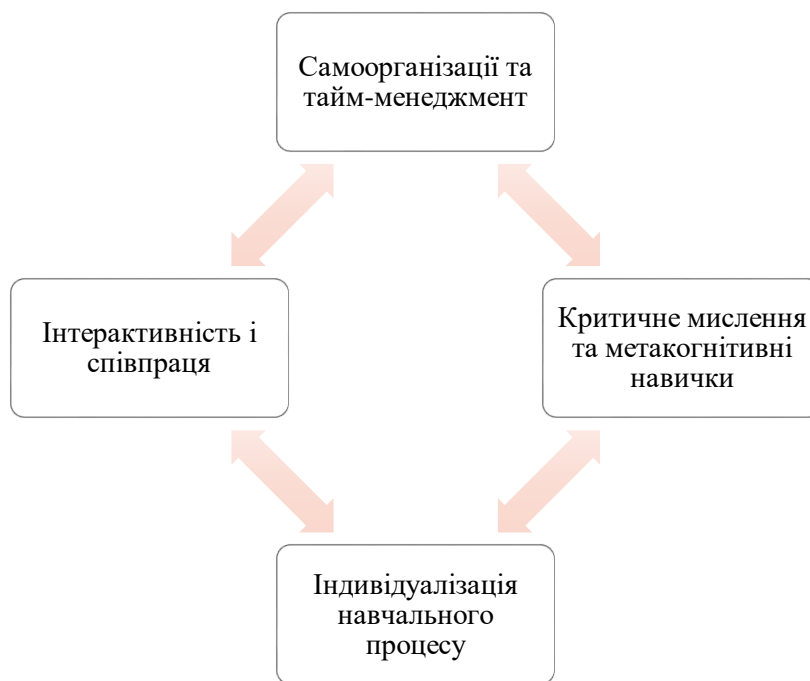 Самоорганізації та
тайм-менеджмент
Інтерактивність і
співпраця
Критичне мислення
та метакогнітивні
навички
Індивідуалізація
навчального
процесу